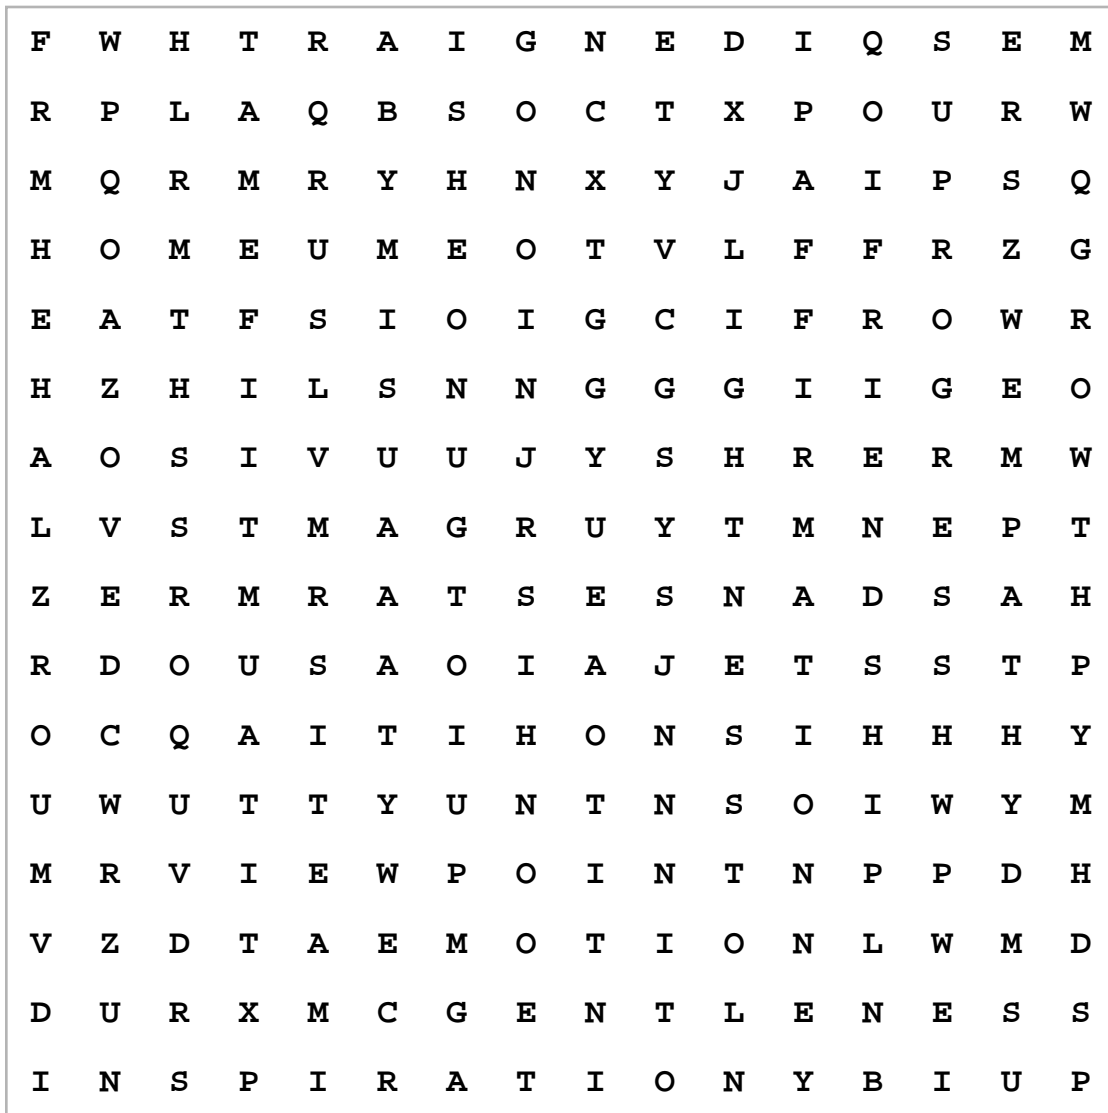 F W H T R A I G N E D I Q S E M
R P L A Q B S O C T X P O U R W
M Q R M R Y H N X Y J A I P S Q
H O M E U M E O T V L F F R Z G
E A T F S I O I G C I F R O W R
H Z H I L S N N G G G I I G E O
A O S I V U U J Y S H R E R M W
L V S T M A G R U Y T M N E P T
Z E R M R A T S E S N A D S A H
R D O U S A O I A J E T S S T P
O C Q A I T I H O N S I H H H Y
U W U T T Y U N T N S O I W Y M
M R V I E W P O I N T N P P D H
V Z D T A E M O T I O N L W M D
D U R X M C G E N T L E N E S S
I N S P I R A T I O N Y B I U P